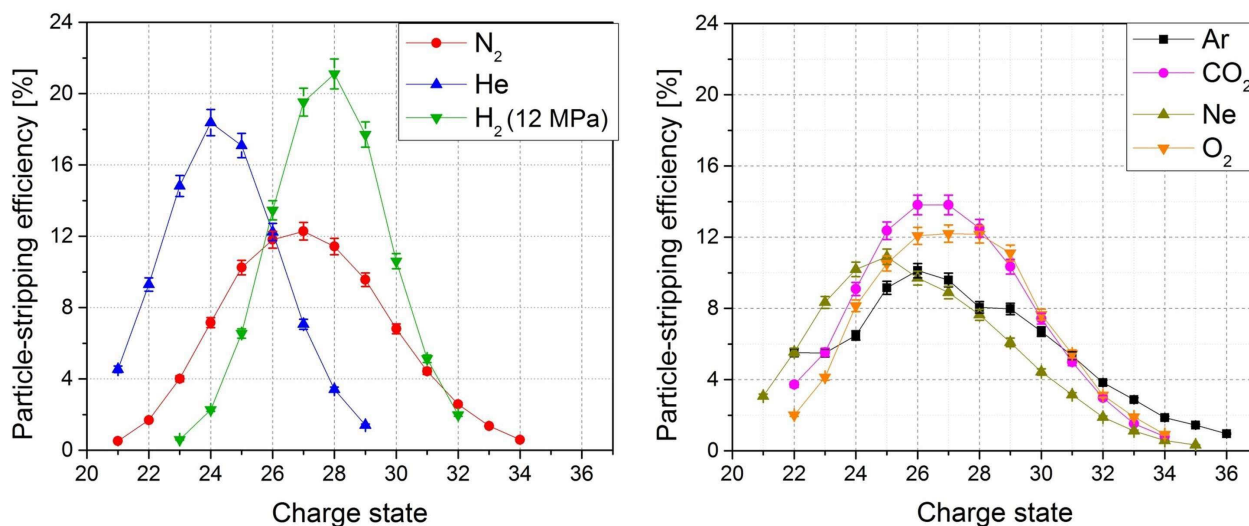 24
20
16
12
8
4
0
Particle-stripping efficiency [%]
N₂
He
H₂ (12 MPa)
20 22 24 26 28 30 32 34 36
Charge state
24
20
16
12
8
4
0
Particle-stripping efficiency [%]
Ar
CO₂
Ne
O₂
20 22 24 26 28 30 32 34 36
Charge state